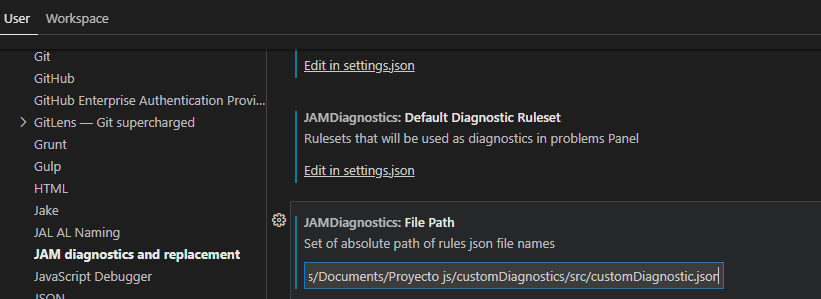 User
Workspace
Git
GitHub
GitHub Enterprise Authentication Provi...
GitLens — Git supercharged
Grunt
Gulp
HTML
Jake
JAL AL Naming
JAM diagnostics and replacement
JavaScript Debugger
JSON
Edit in settings.json
JAMDiagnostics: Default Diagnostic Ruleset
Rulesets that will be used as diagnostics in problems Panel
Edit in settings.json
JAMDiagnostics: File Path
Set of absolute path of rules json file names
s/Documents/Proyecto js/customDiagnostics/src/customDiagnostic.json